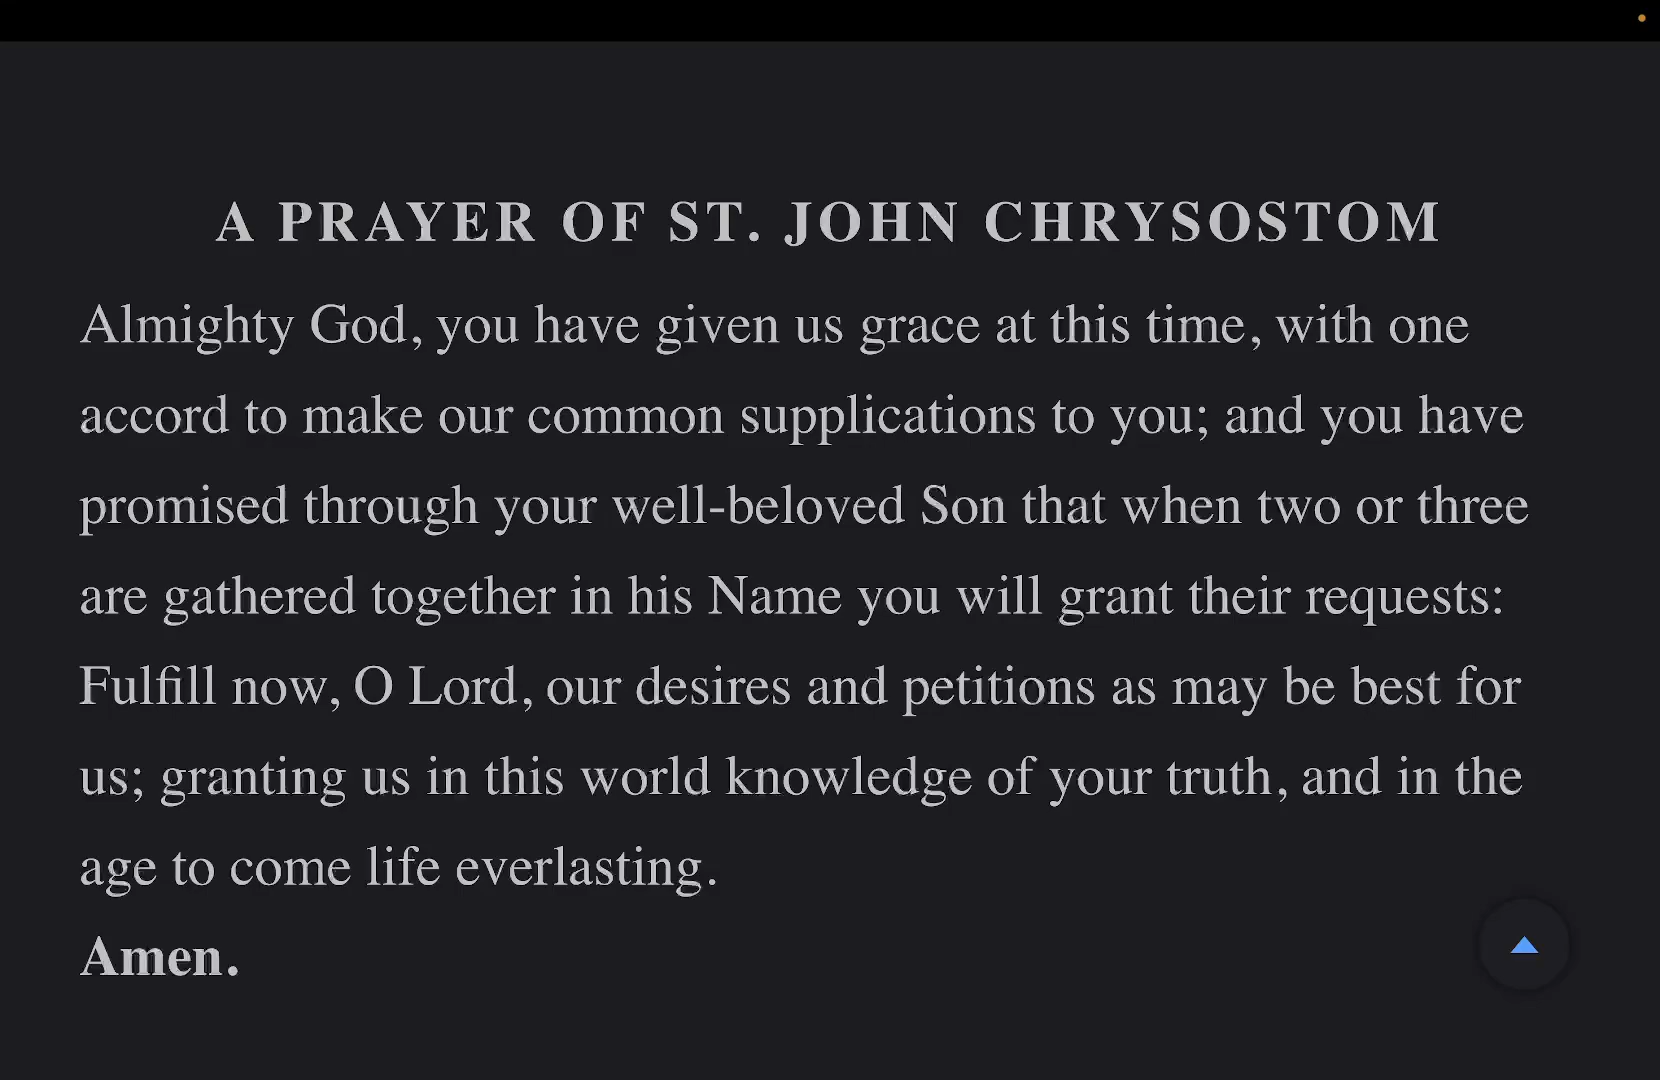 A PRAYER OF ST. JOHN CHRYSOSTOM
Almighty God, you have given us grace at this time, with one
accord to make our common supplications to you; and you have
promised through your well-beloved Son that when two or three
are gathered together in his Name you will grant their requests:
Fulfill now, O Lord, our desires and petitions as may be best for
us; granting us in this world knowledge of your truth, and in the
age to come life everlasting.
Amen.